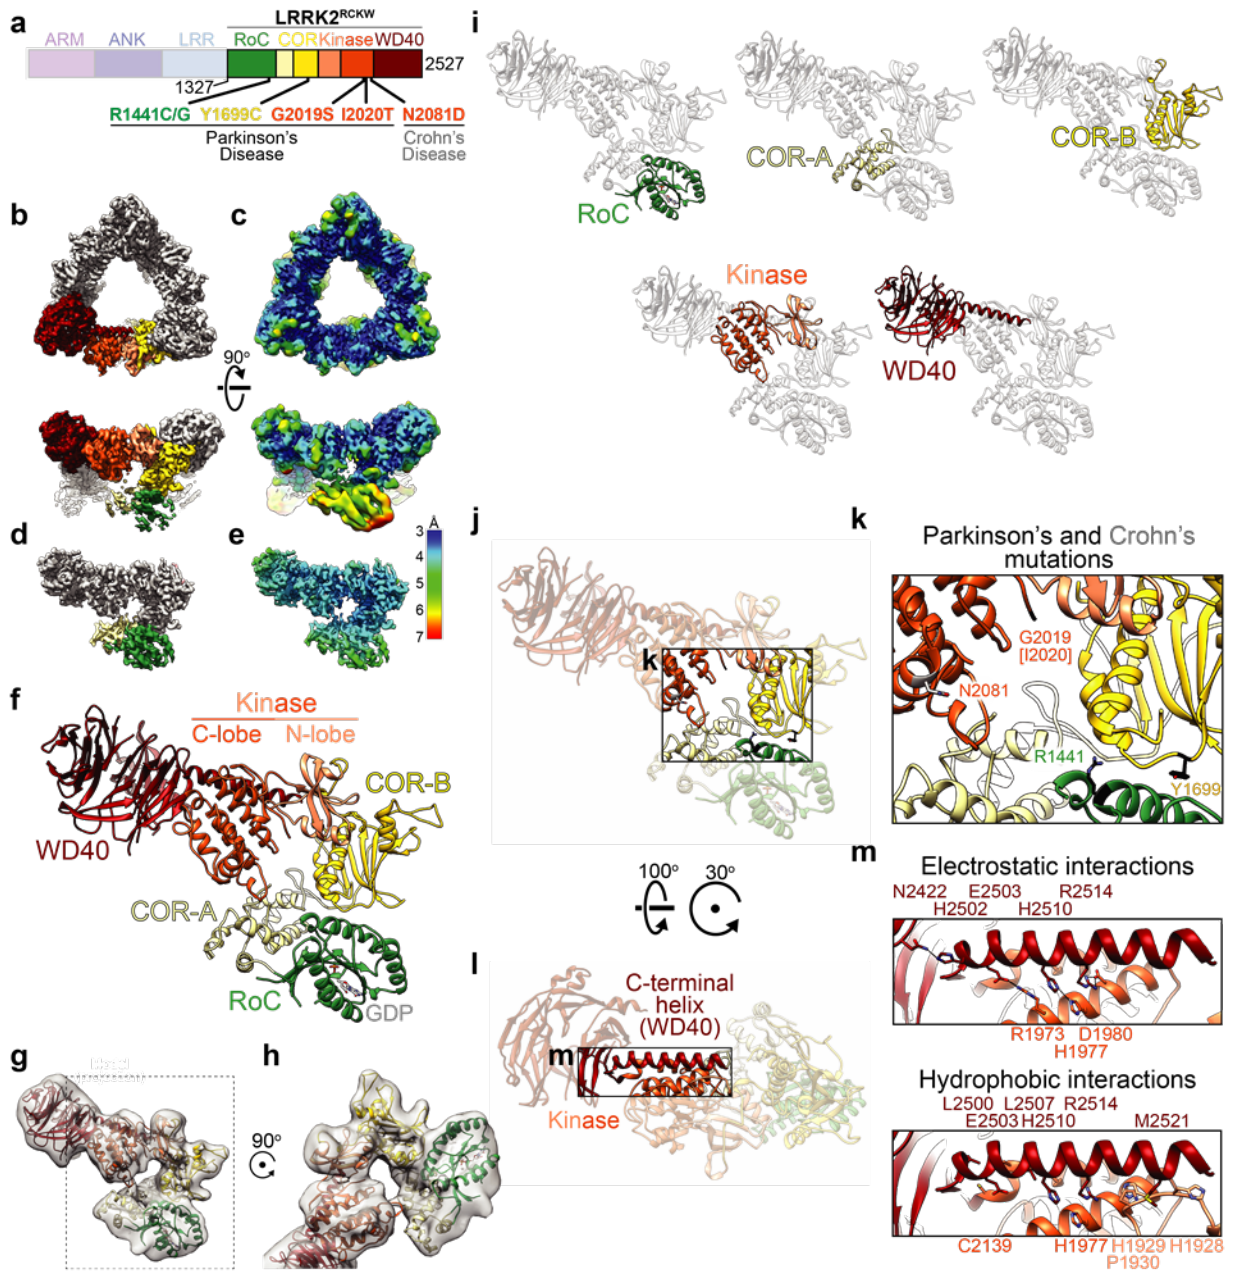 a
LRRK2RCKW
ARM ANK LRR RoC COR Kinase WD40
1327
2527
R1441C/G Y1699C G2019S I2020T N2081D
Parkinson's
Disease
Crohn's
Disease
b
c
90°
d
e
Å
3
4
5
6
7
f
Kinase
C-lobe N-lobe
COR-B
WD40
COR-A
RoC
GDP
g
h
90°
i
RoC
COR-A
COR-B
Kinase
WD40
j
k
k
Parkinson's and Crohn's
mutations
G2019
[I2020]
N2081
R1441
Y1699
100° 30°
l
C-terminal
helix
(WD40)
m
Kinase
m
Electrostatic interactions
N2422 E2503 R2514
H2502 H2510
R1973 D1980
H1977
Hydrophobic interactions
L2500 L2507 R2514
E2503 H2510 M2521
C2139 H1977 H1929 H1928
P1930